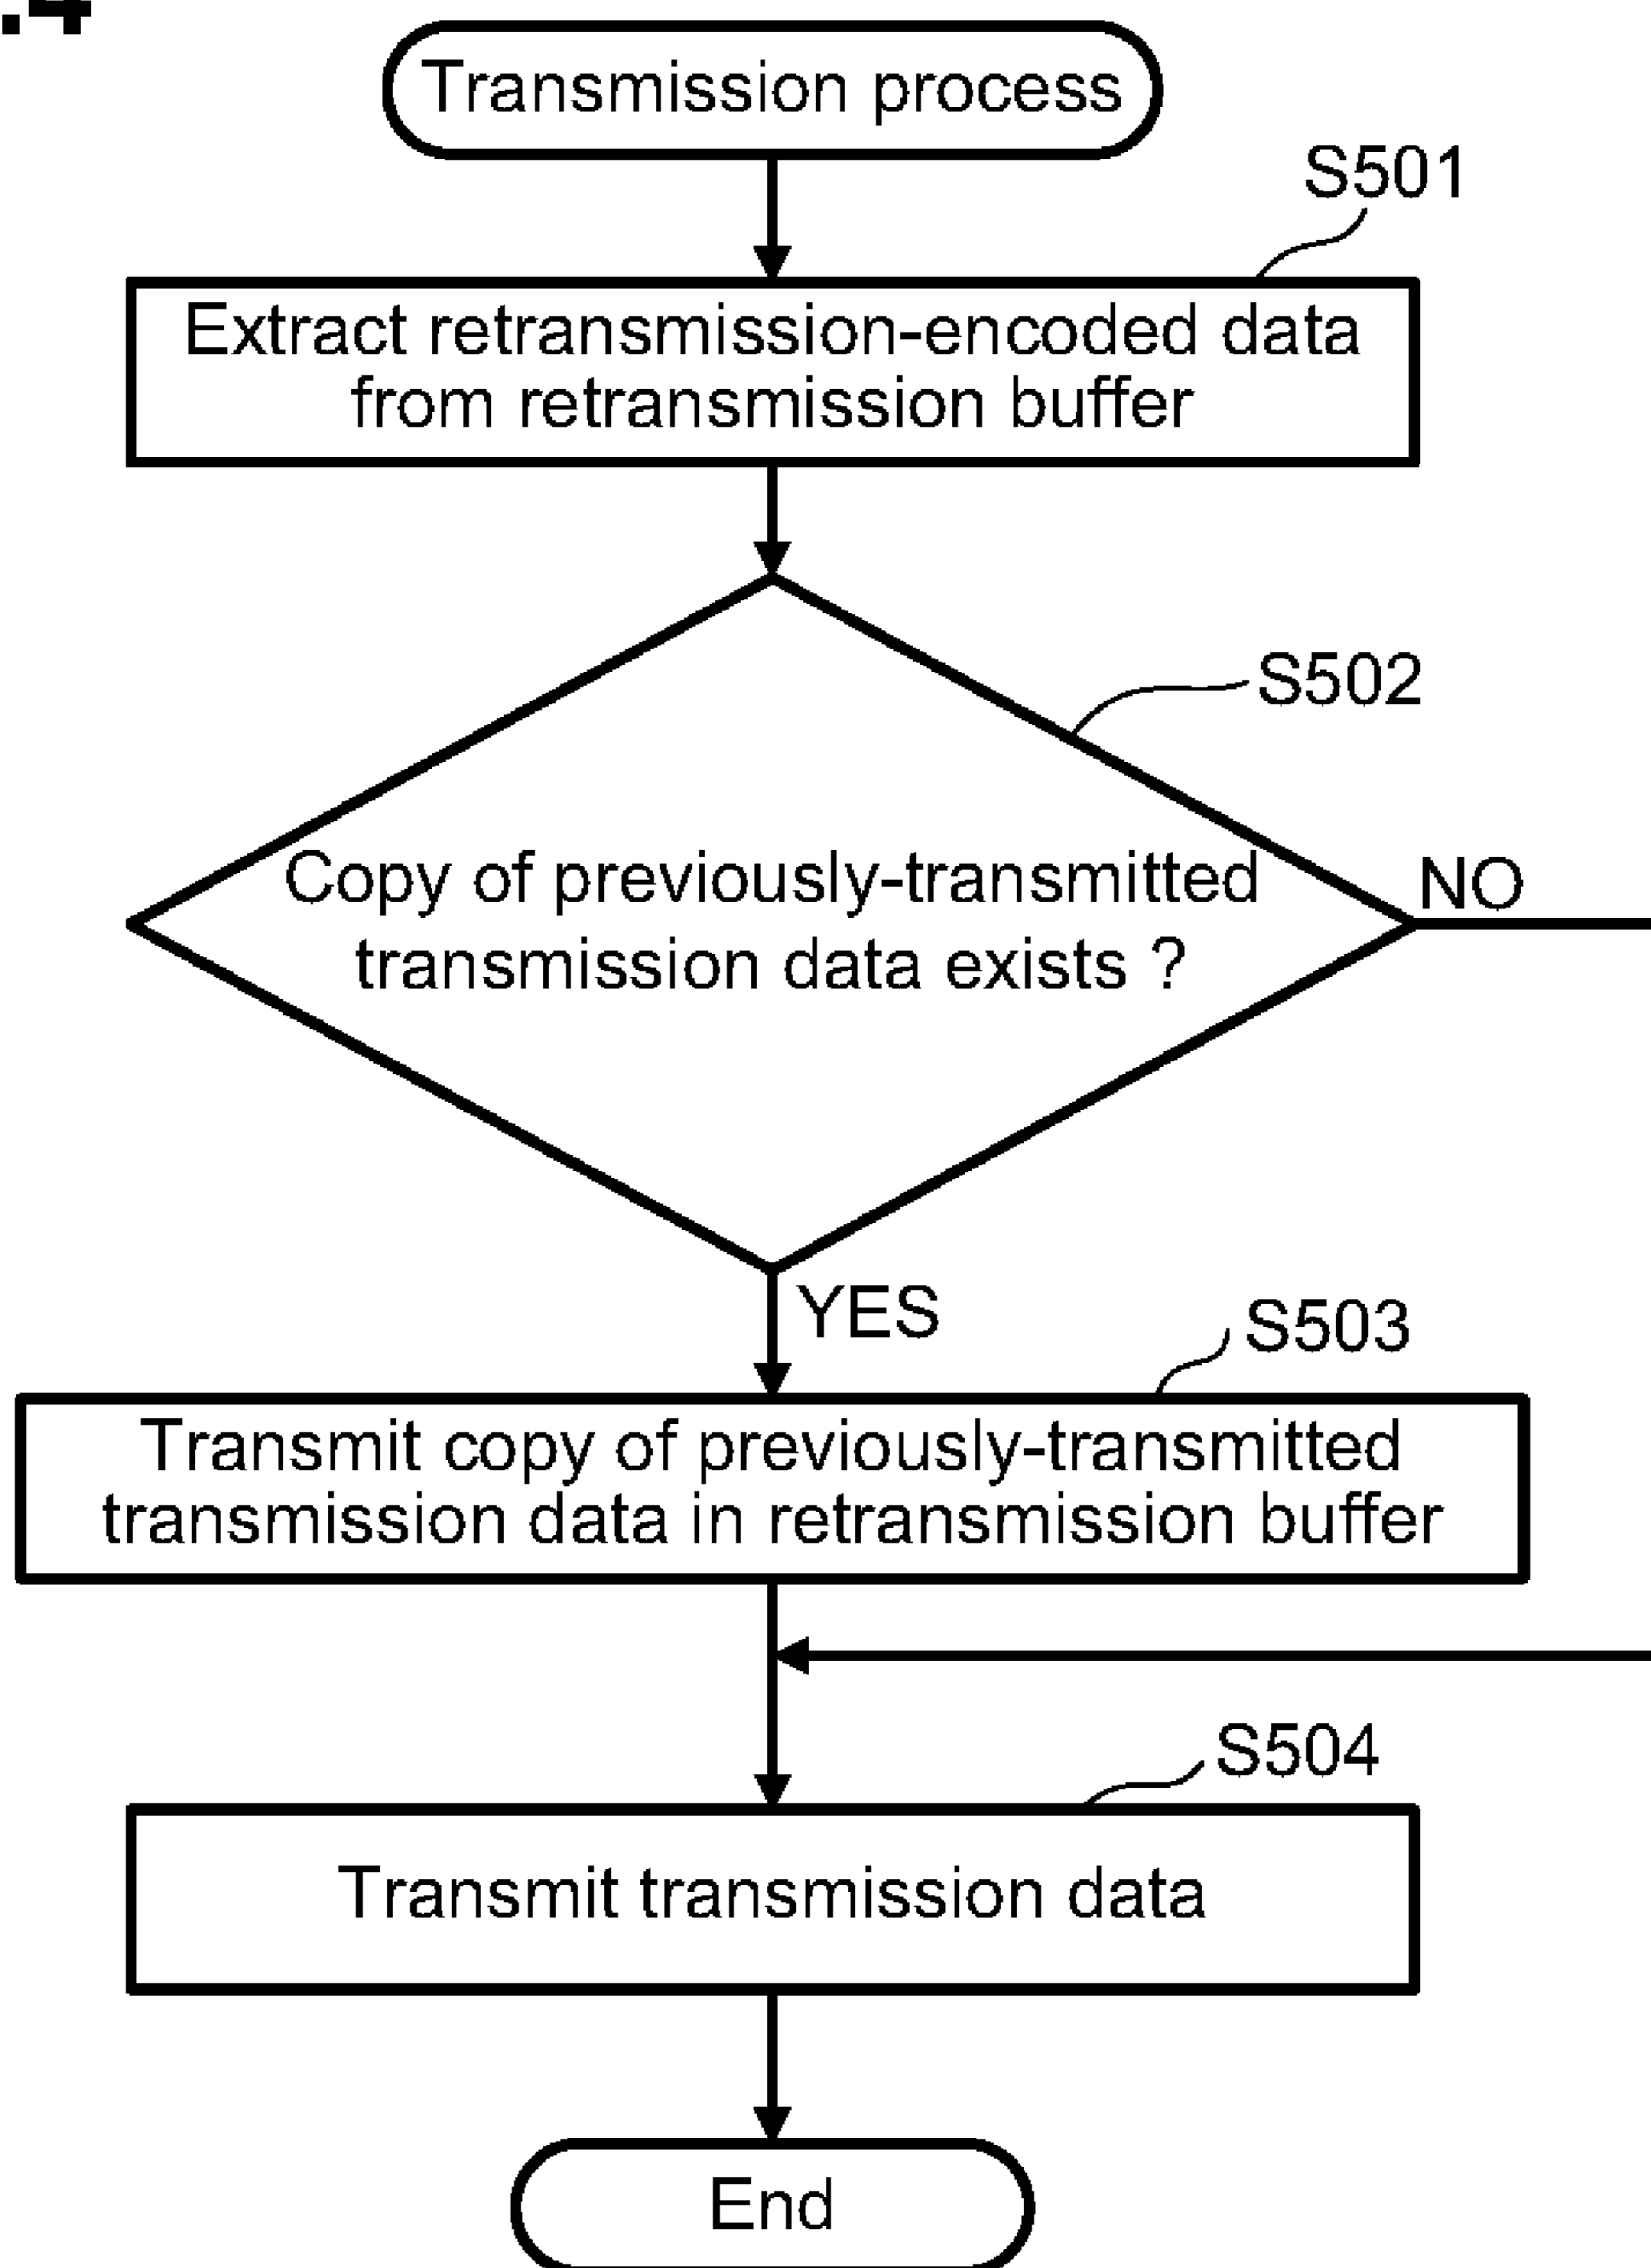 .4
Transmission process
S501
Extract retransmission-encoded data
from retransmission buffer
S502
Copy of previously-transmitted
transmission data exists ?
NO
YES
S503
Transmit copy of previously-transmitted
transmission data in retransmission buffer
S504
Transmit transmission data
End